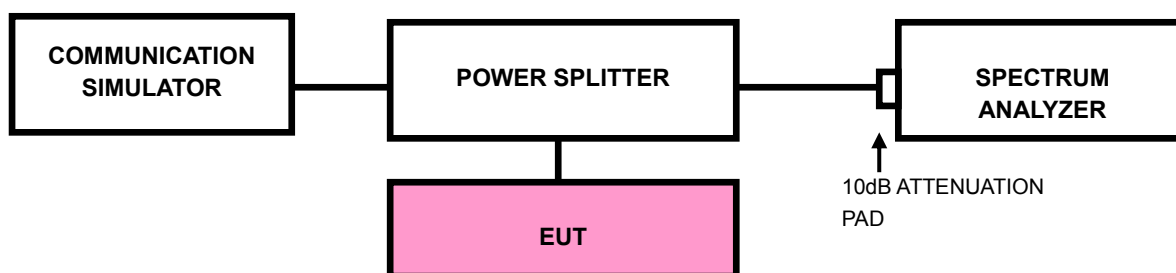 COMMUNICATION
SIMULATOR
POWER SPLITTER
SPECTRUM
ANALYZER
10dB ATTENUATION
PAD
EUT